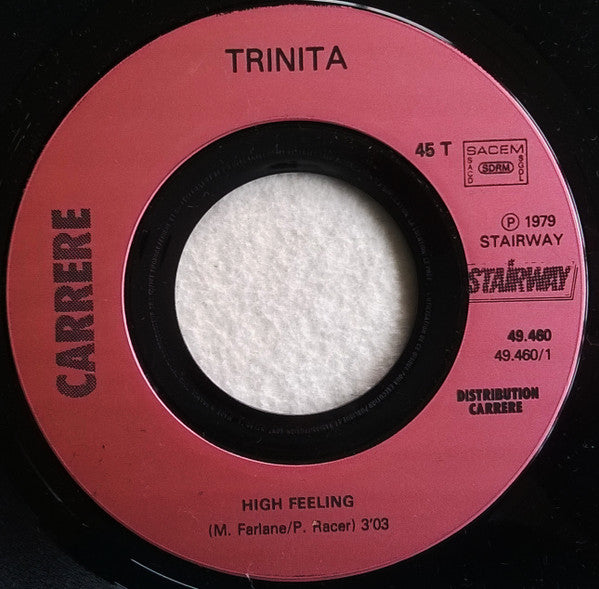 TRINITA
45 T
SACEM
SACD
SDRM
SGDL
CARRERE
Ⓟ 1979
STAIRWAY
STAIRWAY
49.460
49.460/1
DISTRIBUTION
CARRERE
HIGH FEELING
(M. Farlane/P. Racer) 3'03